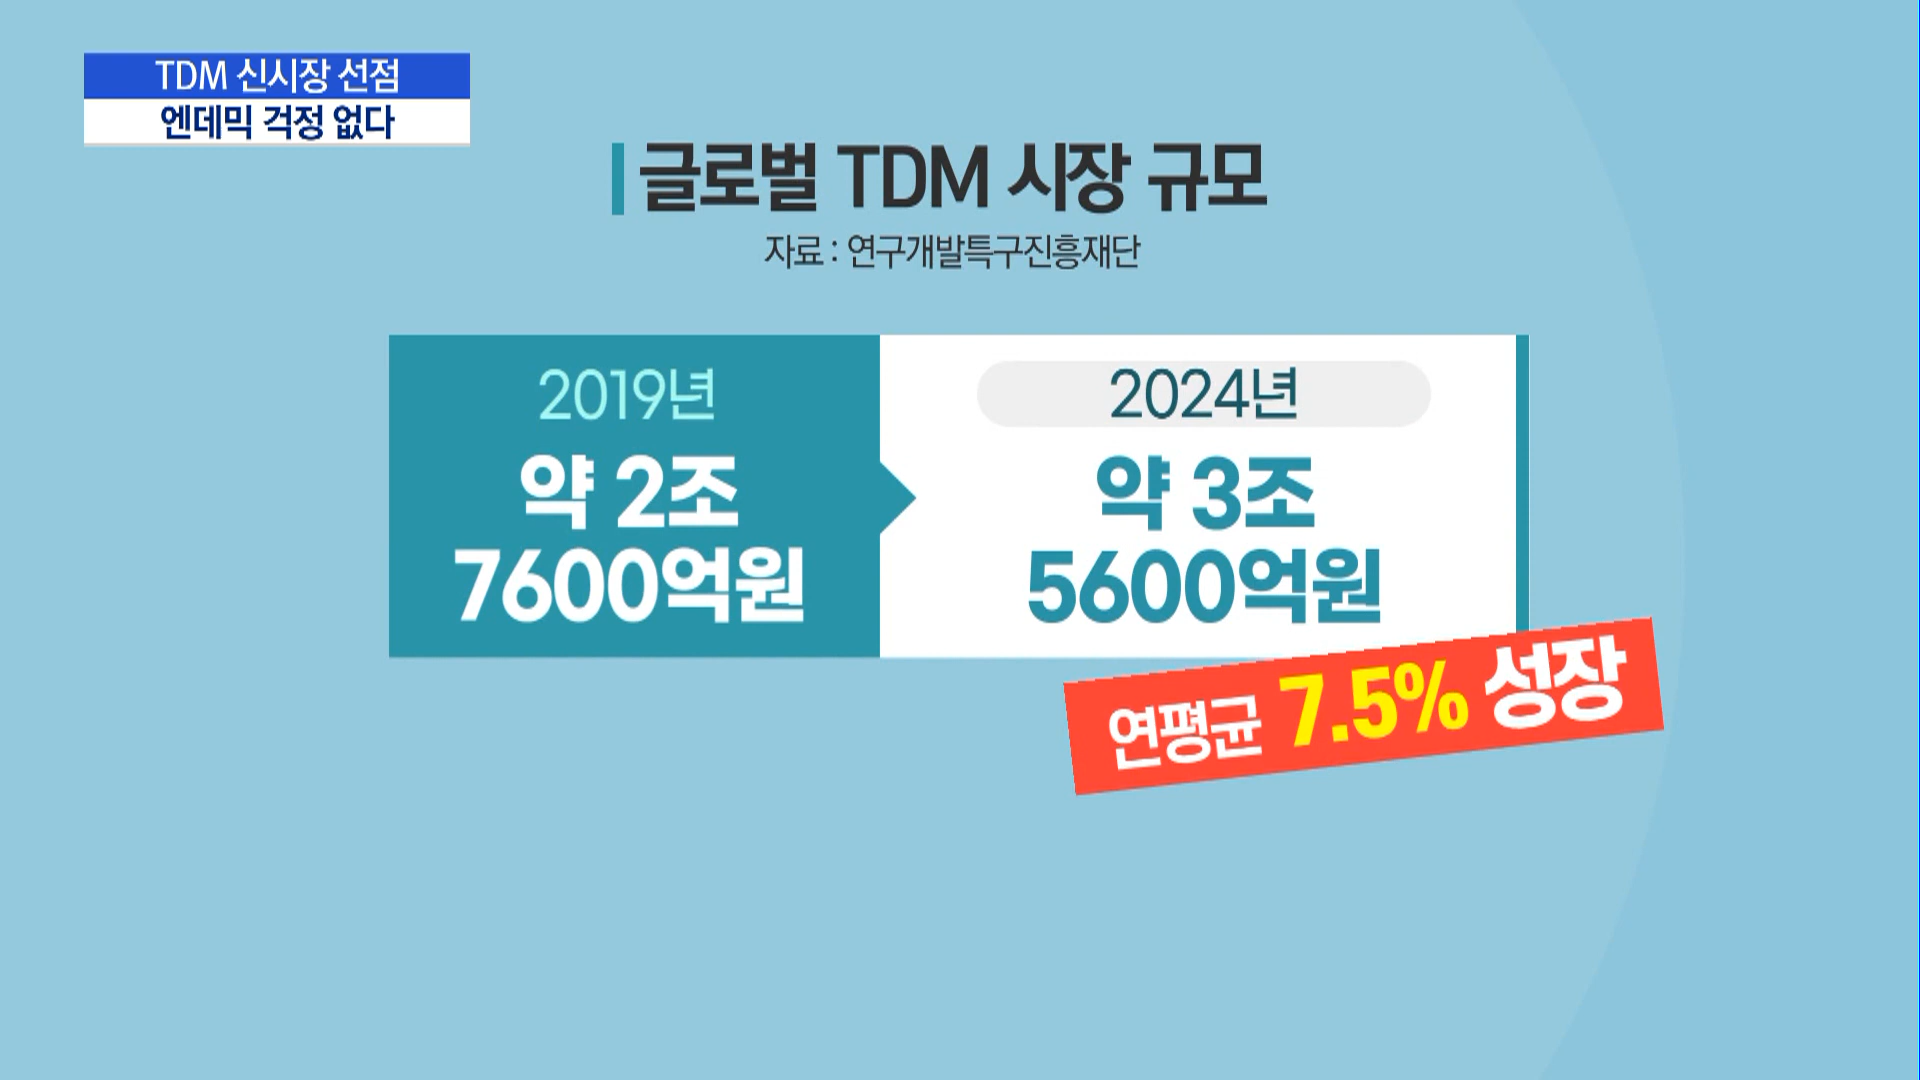 TDM 신시장 선점
엔데믹 걱정 없다
글로벌 TDM 시장 규모
자료 : 연구개발특구진흥재단
2019년
약 2조
7600억원
2024년
약 3조
5600억원
연평균 7.5% 성장